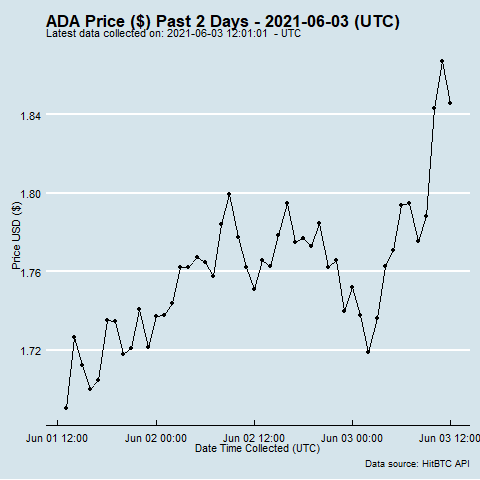 ADA Price ($) Past 2 Days - 2021-06-03 (UTC)
Latest data collected on: 2021-06-03 12:01:01  - UTC
1.84
1.80
1.76
1.72
Price USD ($)
Jun 01 12:00 Jun 02 00:00 Jun 02 12:00 Jun 03 00:00 Jun 03 12:00
Date Time Collected (UTC)
Data source: HitBTC API